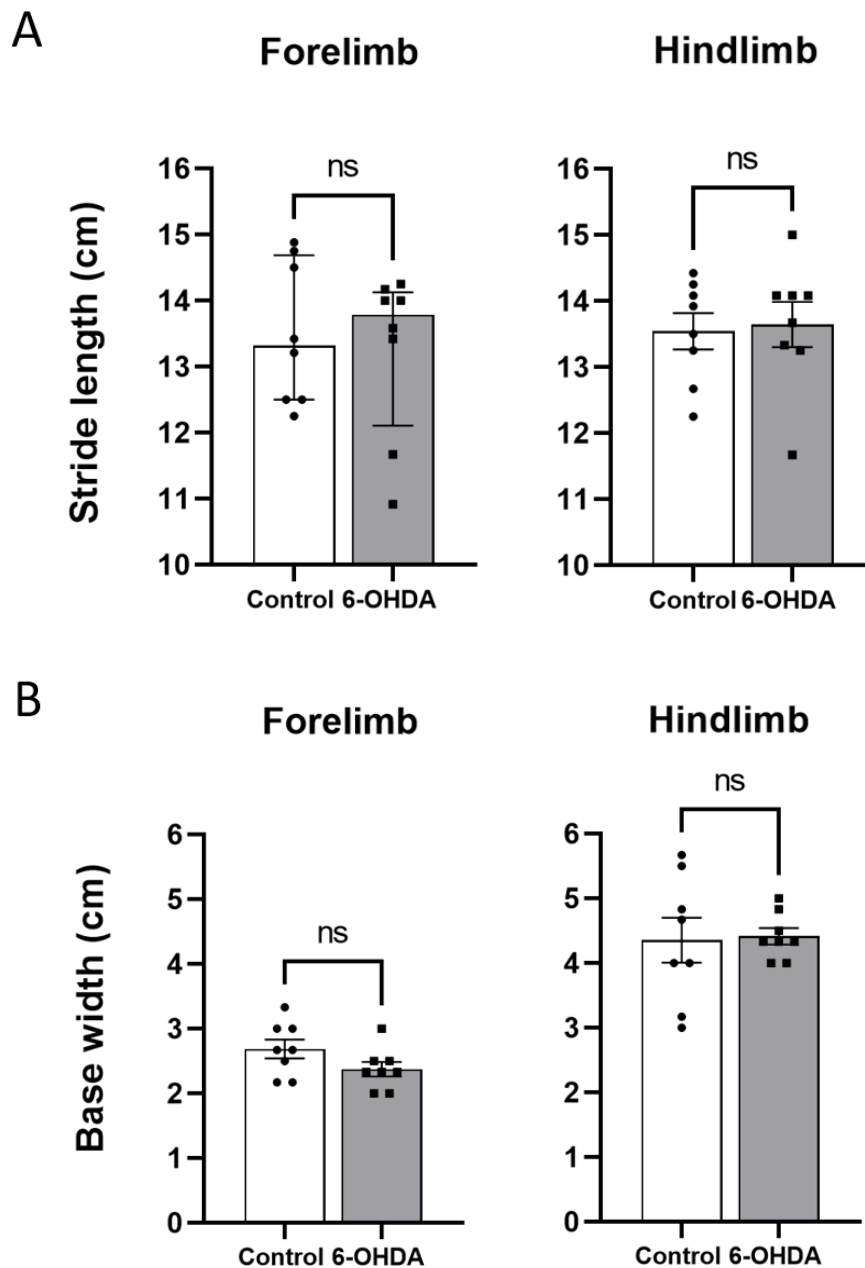 A
Forelimb Hindlimb
Stride length (cm)
16
15
14
13
12
11
10
ns
Control 6-OHDA
16
15
14
13
12
11
10
ns
Control 6-OHDA
B
Forelimb Hindlimb
Base width (cm)
6
5
4
3
2
1
0
ns
Control 6-OHDA
6
5
4
3
2
1
0
ns
Control 6-OHDA